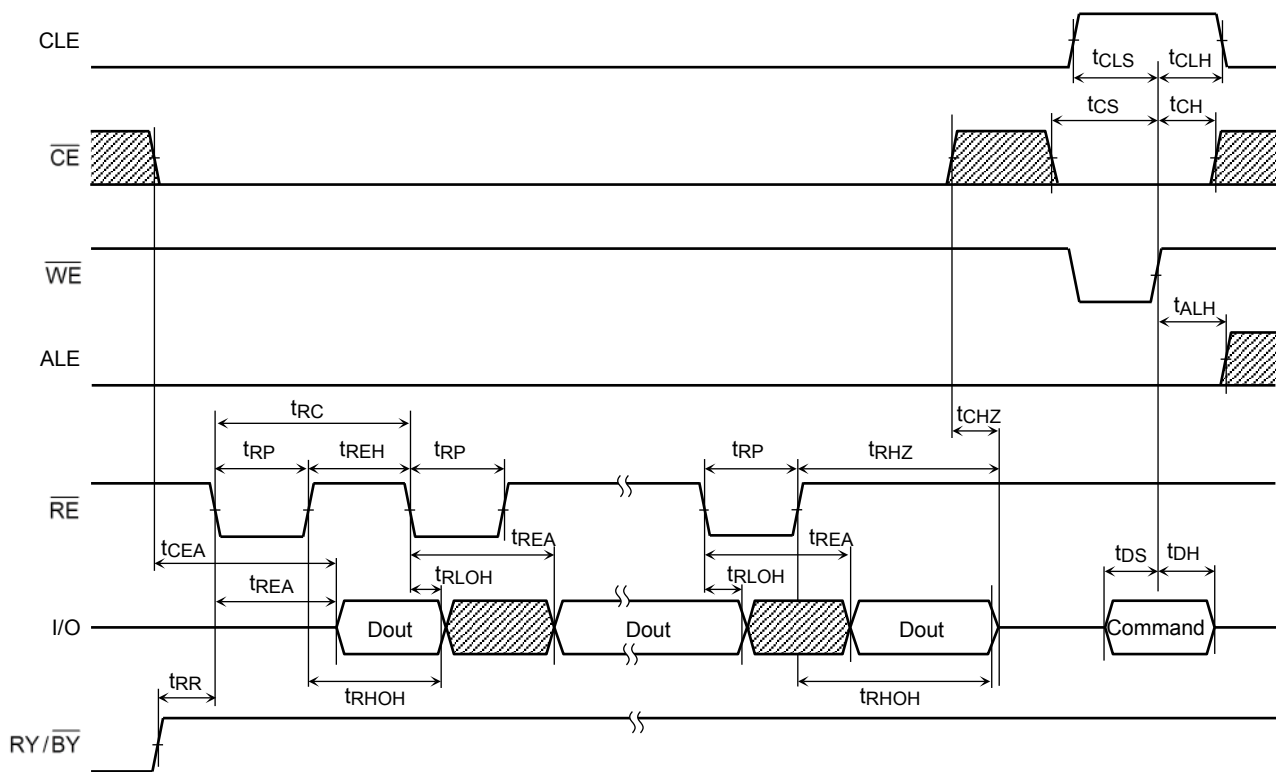 CLE
tCLS tCLH
tCS tCH
CE
WE
tALH
ALE
tRC
tCHZ
tRP tREH tRP tRP tRHZ
RE
tCEA tREA tREA tDS tDH
tREA tRLOH tRLOH
I/O Dout Dout Dout Command
tRR tRHOH tRHOH
RY/BY